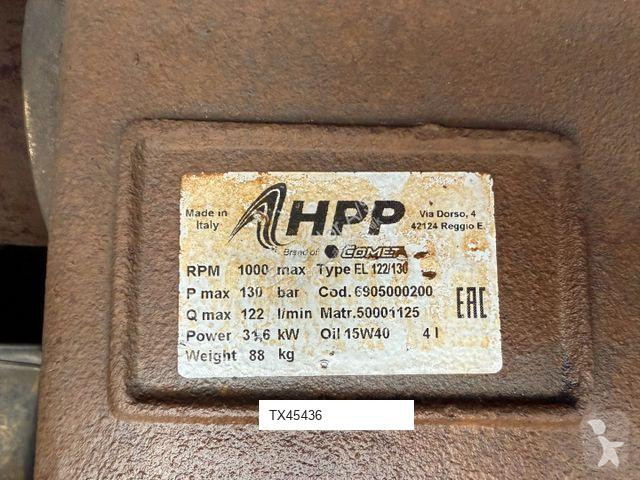 Made in Italy
HPP
Via Dorso, 4
42124 Reggio E.
Brand of COMET
RPM 1000 max Type EL 122/130
P max 130 bar Cod. 6905000200
Q max 122 l/min Matr. 50001125
Power 31,6 kW Oil 15W40 4 l
Weight 88 kg
EAC
TX45436